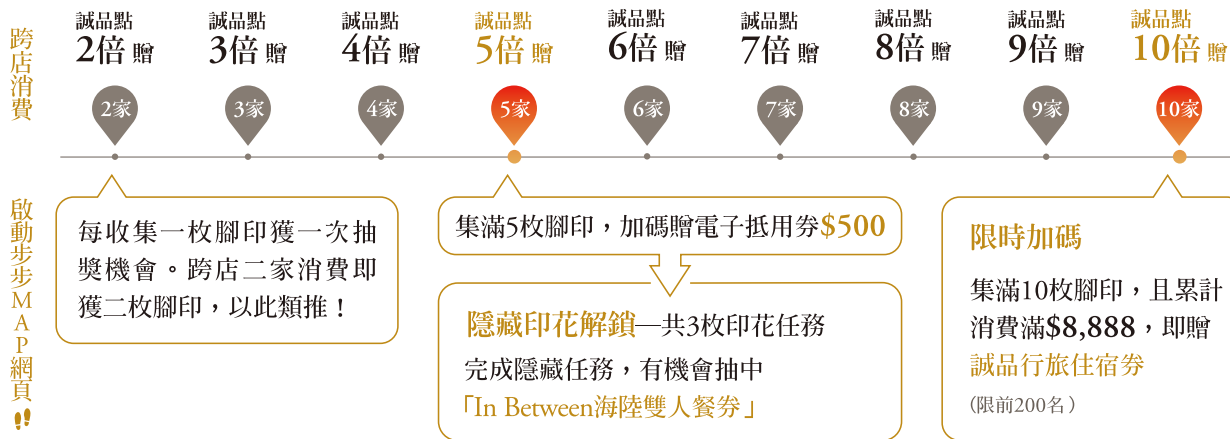 跨店消費
誠品點
2倍 贈
誠品點
3倍 贈
誠品點
4倍 贈
誠品點
5倍 贈
誠品點
6倍 贈
誠品點
7倍 贈
誠品點
8倍 贈
誠品點
9倍 贈
誠品點
10倍 贈
2家
3家
4家
5家
6家
7家
8家
9家
10家
啟動步步MAP網頁
每收集一枚腳印獲一次抽
獎機會。跨店二家消費即
獲二枚腳印，以此類推！
集滿5枚腳印，加碼贈電子抵用券$500
隱藏印花解鎖—共3枚印花任務
完成隱藏任務，有機會抽中
「In Between海陸雙人餐券」
限時加碼
集滿10枚腳印，且累計
消費滿$8,888，即贈
誠品行旅住宿券
(限前200名)